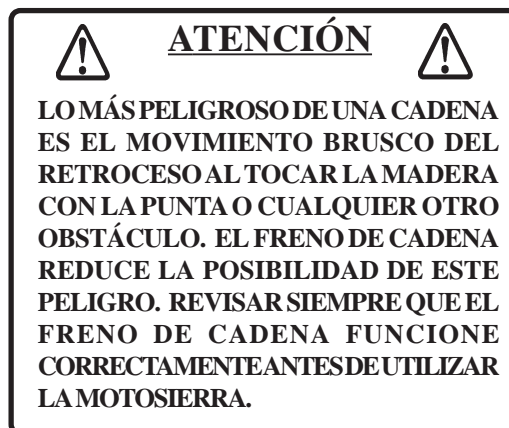 ATENCIÓN
LO MÁS PELIGROSO DE UNA CADENA
ES EL MOVIMIENTO BRUSCO DEL
RETROCESO AL TOCAR LA MADERA
CON LA PUNTA O CUALQUIER OTRO
OBSTÁCULO. EL FRENO DE CADENA
REDUCE LA POSIBILIDAD DE ESTE
PELIGRO. REVISAR SIEMPRE QUE EL
FRENO DE CADENA FUNCIONE
CORRECTAMENTE ANTES DE UTILIZAR
LA MOTOSIERRA.